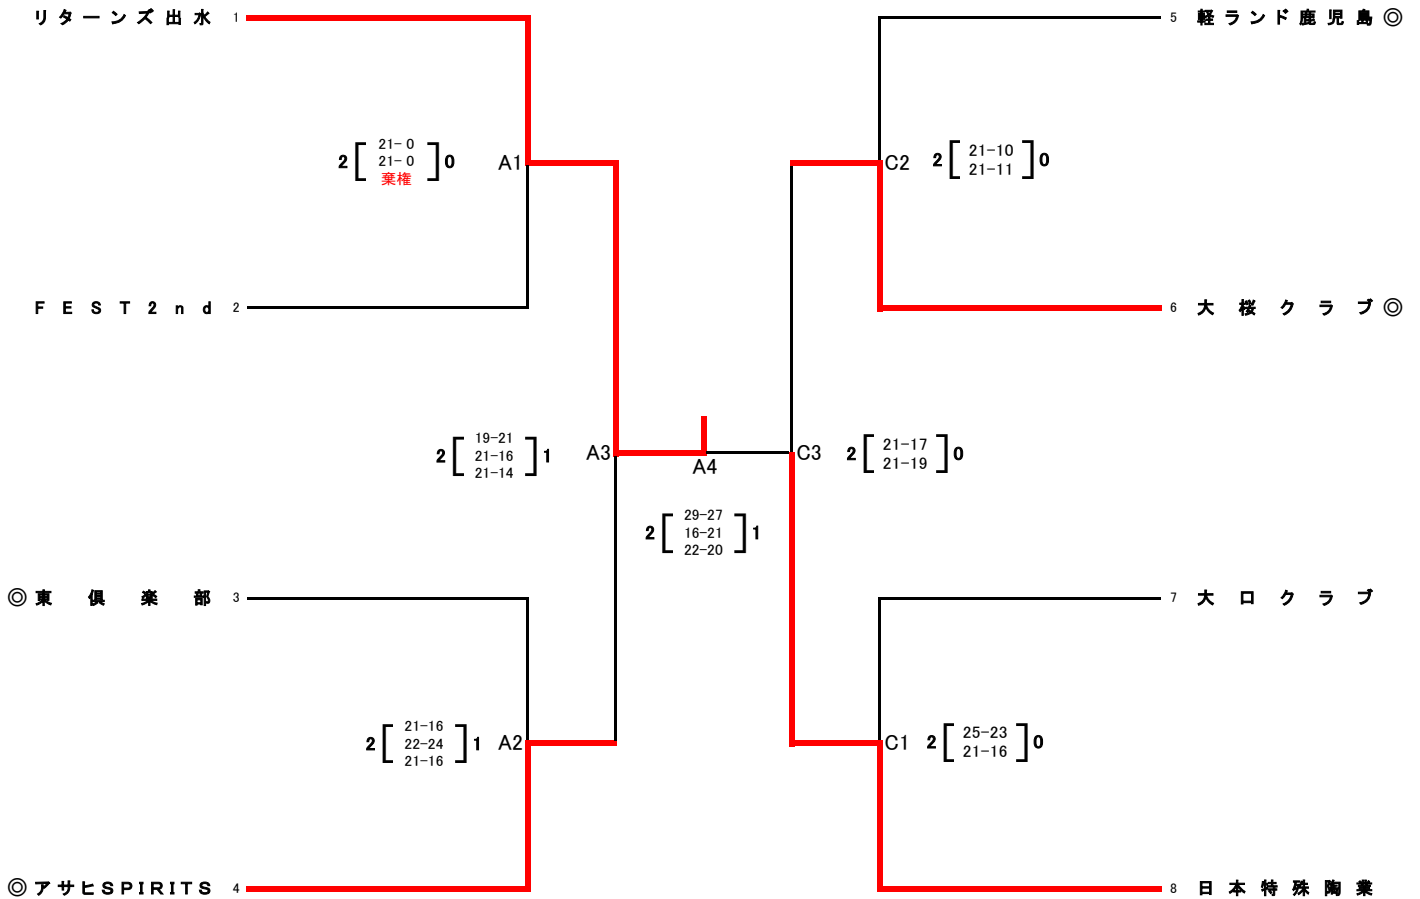 リターンズ出水 1
5 軽ランド鹿児島 ◎
2 [ 21- 0 ] 0
21- 0
棄権
A1
C2
2 [ 21-10 ] 0
21-11
FEST2nd 2
6 大桜クラブ ◎
2 [ 19-21 ] 1
21-16
21-14
A3
A4
C3
2 [ 21-17 ] 0
21-19
2 [ 29-27 ] 1
16-21
22-20
◎ 東倶楽部 3
7 大口クラブ
2 [ 21-16 ] 1
22-24
21-16
A2
C1
2 [ 25-23 ] 0
21-16
◎ アサヒSPIRITS 4
8 日本特殊陶業